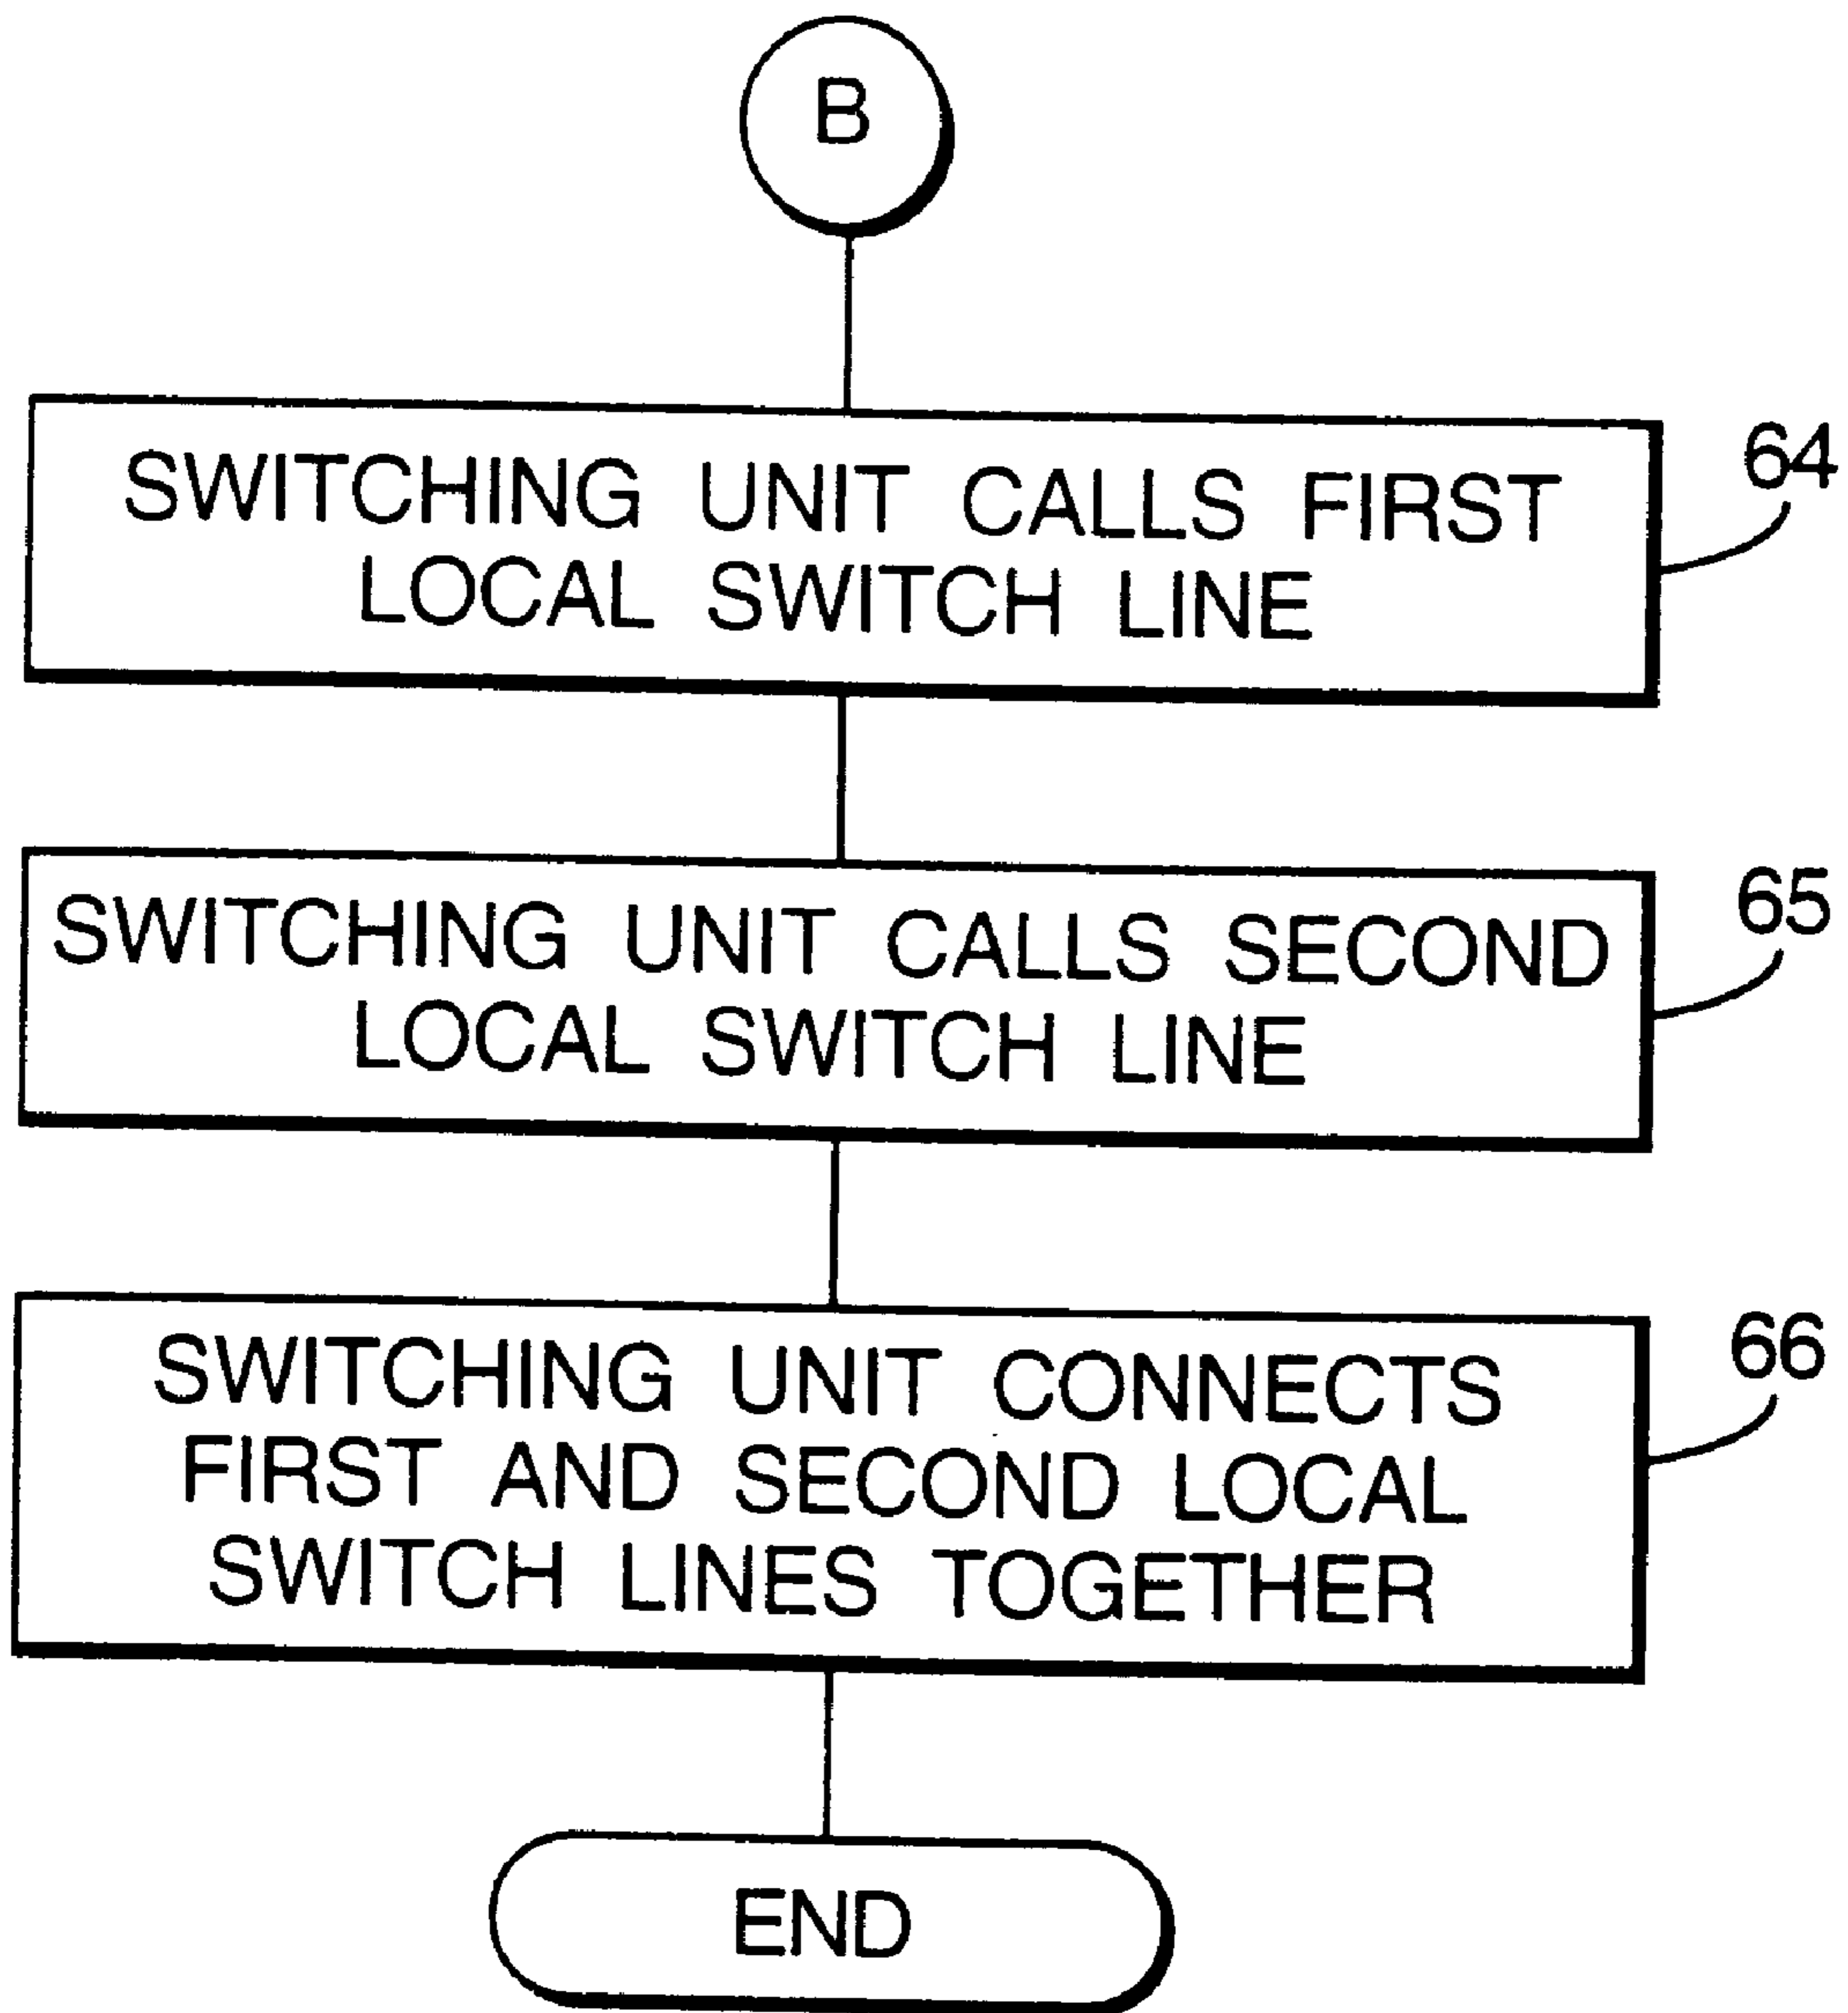 B
SWITCHING UNIT CALLS FIRST
LOCAL SWITCH LINE
64
SWITCHING UNIT CALLS SECOND
LOCAL SWITCH LINE
65
SWITCHING UNIT CONNECTS
FIRST AND SECOND LOCAL
SWITCH LINES TOGETHER
66
END